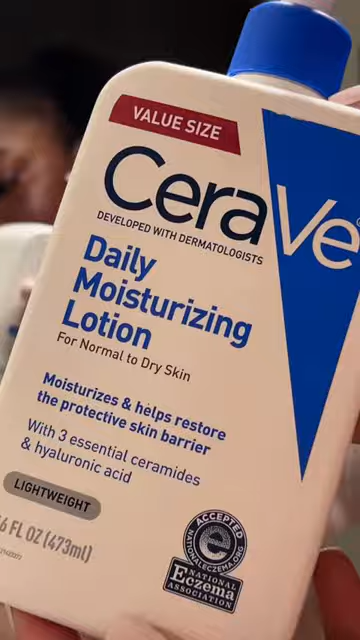 VALUE SIZE
CeraVe
DEVELOPED WITH DERMATOLOGISTS
Daily
Moisturizing
Lotion
For Normal to Dry Skin
Moisturizes & helps restore
the protective skin barrier
With 3 essential ceramides
& hyaluronic acid
LIGHTWEIGHT
6 FL OZ (473ml)
ACCEPTED
NATIONALECZEMA.ORG
e
NATIONAL
Eczema
ASSOCIATION